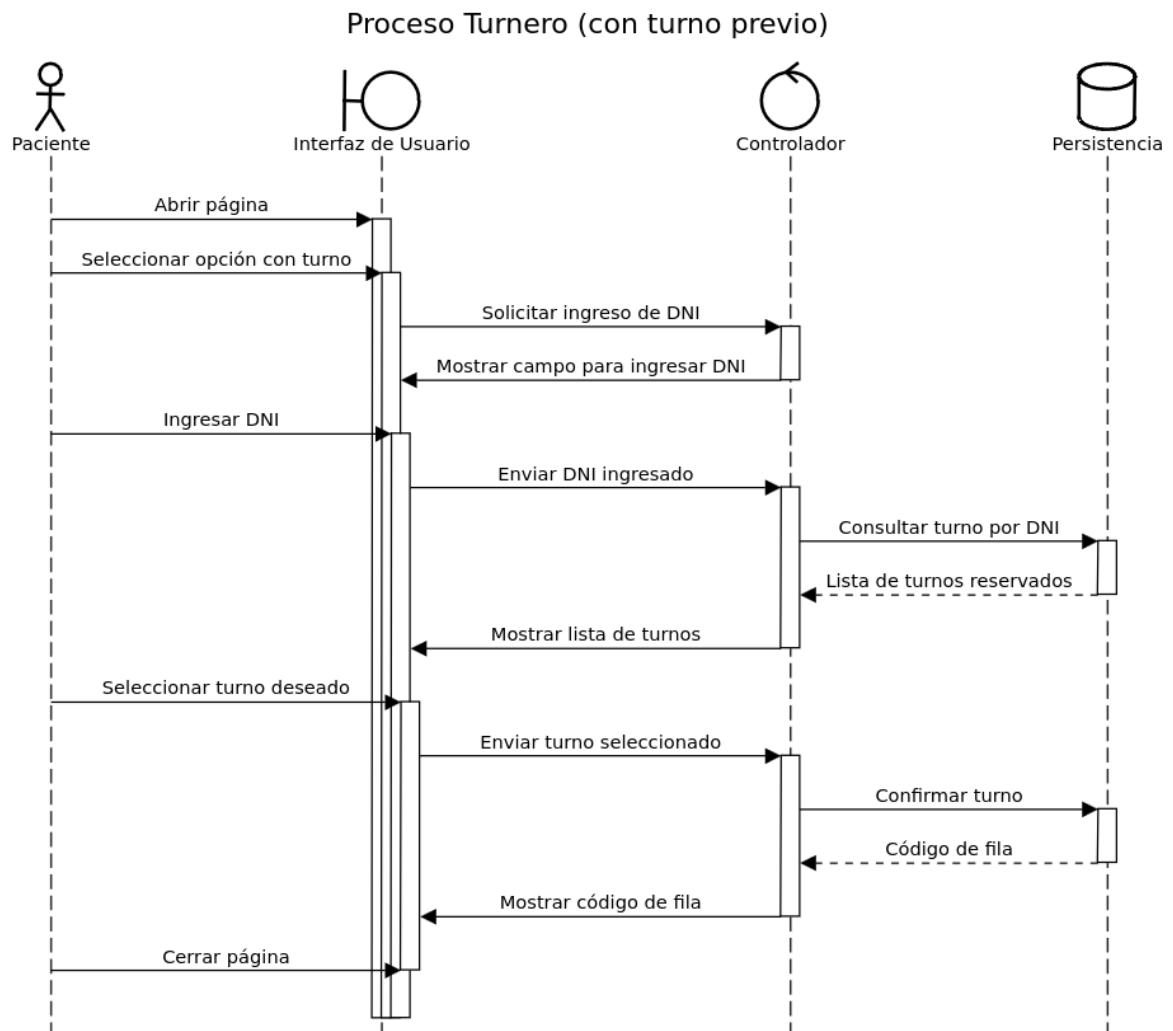 Proceso Turnero (con turno previo)
Paciente
Interfaz de Usuario
Controlador
Persistencia
Abrir página
Seleccionar opción con turno
Solicitar ingreso de DNI
Mostrar campo para ingresar DNI
Ingresar DNI
Enviar DNI ingresado
Consultar turno por DNI
Lista de turnos reservados
Mostrar lista de turnos
Seleccionar turno deseado
Enviar turno seleccionado
Confirmar turno
Código de fila
Mostrar código de fila
Cerrar página